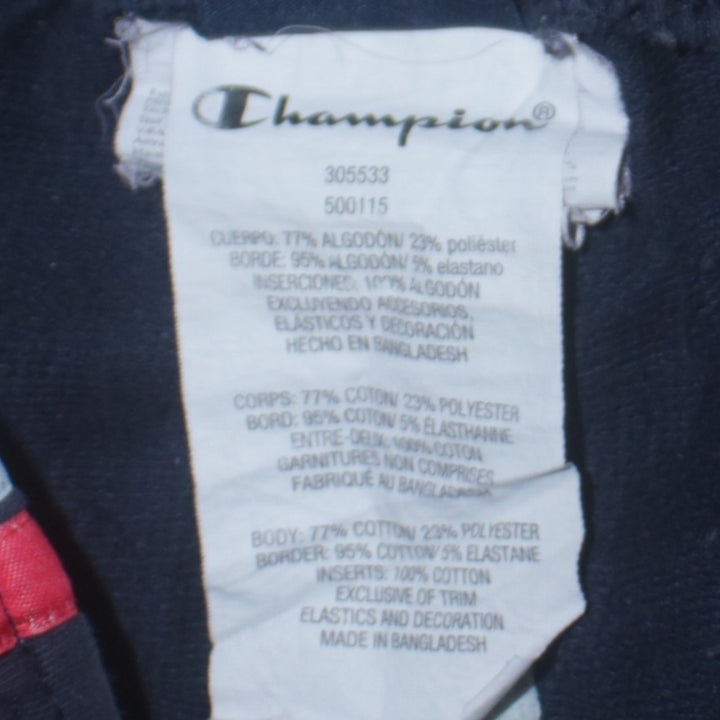 Champion®
305533
500115
CUERPO: 77% ALGODÓN/ 23% poliéster
BORDE: 95% ALGODÓN/ 5% elastano
INSERCIONES: 100% ALGODÓN
EXCLUYENDO ACCESORIOS,
ELÁSTICOS Y DECORACIÓN
HECHO EN BANGLADESH
CORPS: 77% COTON/ 23% POLYESTER
BORD: 95% COTON/ 5% ÉLASTHANNE
ENTRE-DEUX: 100% COTON
GARNITURES NON COMPRISES
FABRIQUÉ AU BANGLADESH
BODY: 77% COTTON/ 23% POLYESTER
BORDER: 95% COTTON/ 5% ELASTANE
INSERTS: 100% COTTON
EXCLUSIVE OF TRIM
ELASTICS AND DECORATION
MADE IN BANGLADESH